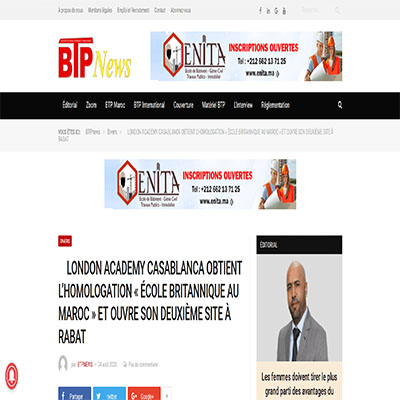 À propos de nous Mentions légales Emploi et Recrutement Contact Abonnez-vous
BTP News
ENITA
École de Bâtiment - Génie Civil
Travaux Publics - Immobilier
INSCRIPTIONS OUVERTES
Tel : +212 662 13 71 25
www.enita.ma
Éditorial Zoom BTP Maroc BTP International Couverture Matériel BTP L'interview Réglementation
VOUS ÊTES ICI: BTPnews » Divers » LONDON ACADEMY CASABLANCA OBTIENT L'HOMOLOGATION « ÉCOLE BRITANNIQUE AU MAROC » ET OUVRE SON DEUXIÈME SITE À
RABAT
ENITA
École de Bâtiment - Génie Civil
Travaux Publics - Immobilier
INSCRIPTIONS OUVERTES
Tel : +212 662 13 71 25
www.enita.ma
DIVERS
LONDON ACADEMY CASABLANCA OBTIENT
L'HOMOLOGATION « ÉCOLE BRITANNIQUE AU
MAROC » ET OUVRE SON DEUXIÈME SITE À
RABAT
par BTPNEWS — 24 août 2020 Pas de commentaire
Partager twitter Google+
ÉDITORIAL
Les femmes doivent tirer le plus
grand parti des avantages du